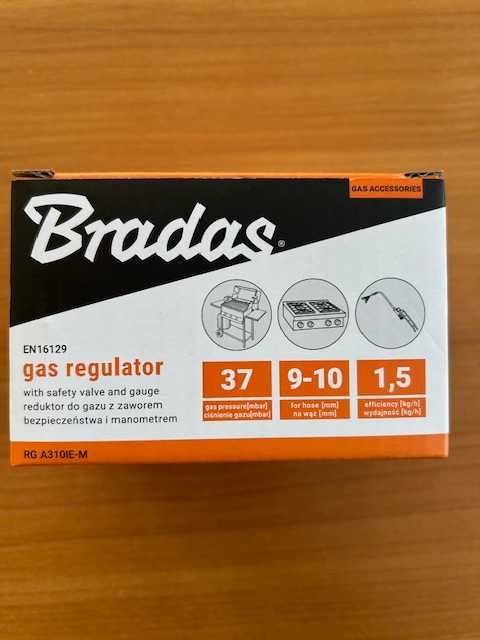 GAS ACCESSORIES
Bradas®
EN16129
gas regulator
with safety valve and gauge
reduktor do gazu z zaworem
bezpieczeństwa i manometrem
37
gas pressure[mbar]
ciśnienie gazu[mbar]
9-10
for hose [mm]
na wąż [mm]
1,5
efficiency [kg/h]
wydajność [kg/h]
RG A310IE-M